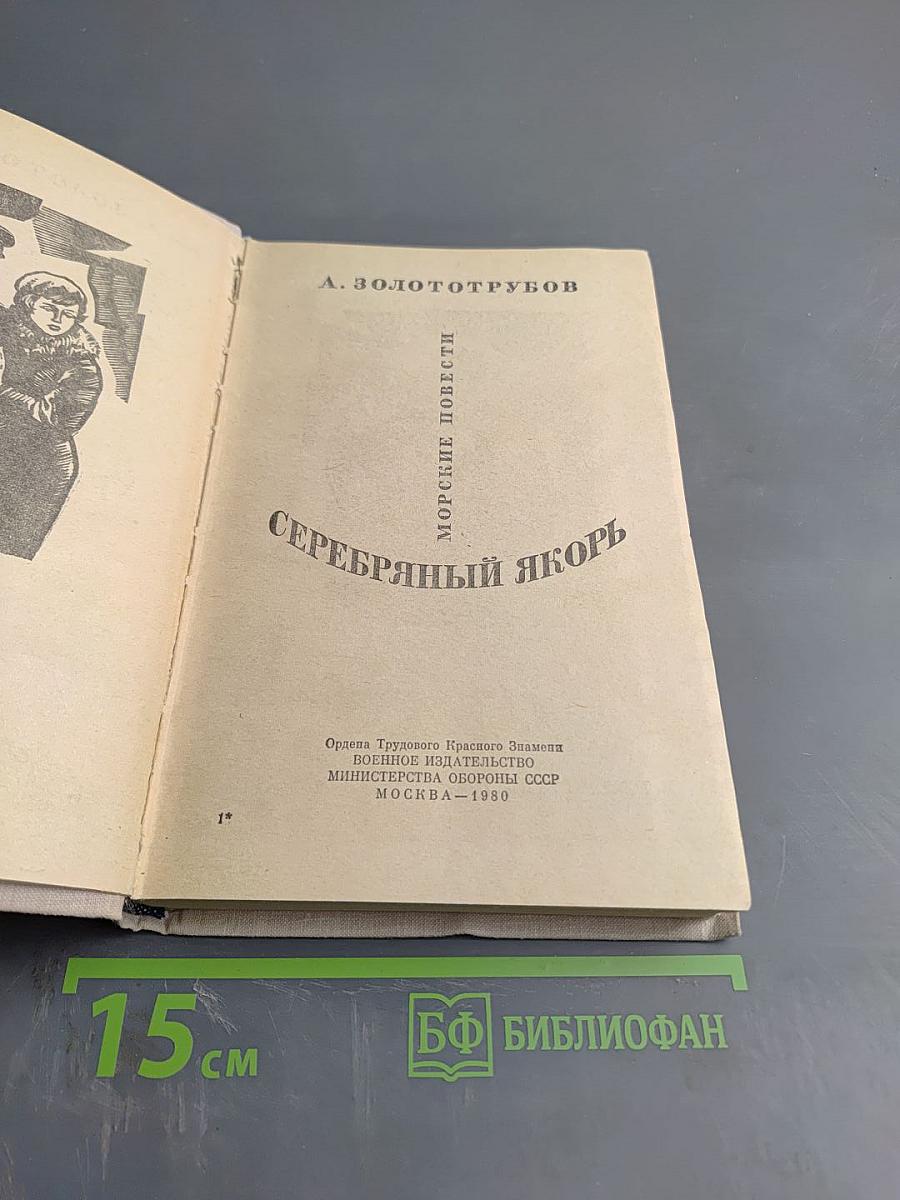 А. ЗОЛОТОТРУБОВ
МОРСКИЕ ПОВЕСТИ
СЕРЕБРЯНЫЙ ЯКОРЬ
Ордена Трудового Красного Знамени
ВОЕННОЕ ИЗДАТЕЛЬСТВО
МИНИСТЕРСТВА ОБОРОНЫ СССР
МОСКВА—1980
1*
15 см
БФ БИБЛИОФАН